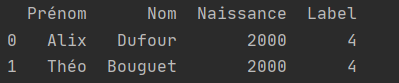 Prénom Nom Naissance Label
0 Alix Dufour 2000 4
1 Théo Bouguet 2000 4